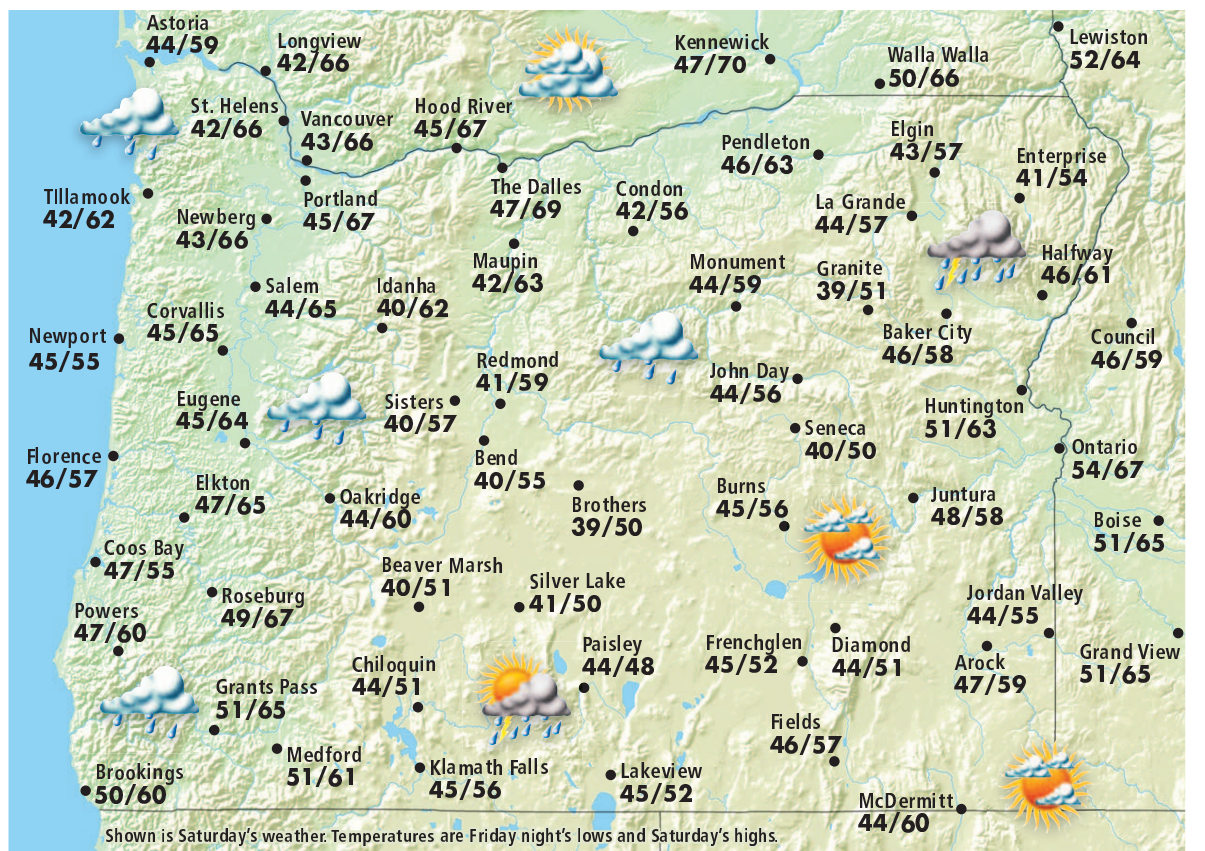 Astoria
44/59
Longview
42/66
Kennewick
47/70
Walla Walla
50/66
Lewiston
52/64
St. Helens
42/66
Vancouver
43/66
Hood River
45/67
Pendleton
46/63
Elgin
43/57
Enterprise
41/54
TIllamook
42/62
Newberg
43/66
Portland
45/67
The Dalles
47/69
Condon
42/56
La Grande
44/57
Maupin
42/63
Monument
44/59
Granite
39/51
Halfway
46/61
Salem
44/65
Idanha
40/62
Corvallis
45/65
Newport
45/55
Baker City
46/58
Council
46/59
Redmond
41/59
John Day
44/56
Eugene
45/64
Sisters
40/57
Huntington
51/63
Seneca
40/50
Florence
46/57
Bend
40/55
Ontario
54/67
Elkton
47/65
Oakridge
44/60
Brothers
39/50
Burns
45/56
Juntura
48/58
Boise
51/65
Coos Bay
47/55
Beaver Marsh
40/51
Silver Lake
41/50
Roseburg
49/67
Powers
47/60
Jordan Valley
44/55
Paisley
44/48
Frenchglen
45/52
Diamond
44/51
Arock
47/59
Grand View
51/65
Chiloquin
44/51
Grants Pass
51/65
Fields
46/57
Medford
51/61
Klamath Falls
45/56
Lakeview
45/52
Brookings
50/60
McDermitt
44/60
Shown is Saturday's weather. Temperatures are Friday night's lows and Saturday's highs.